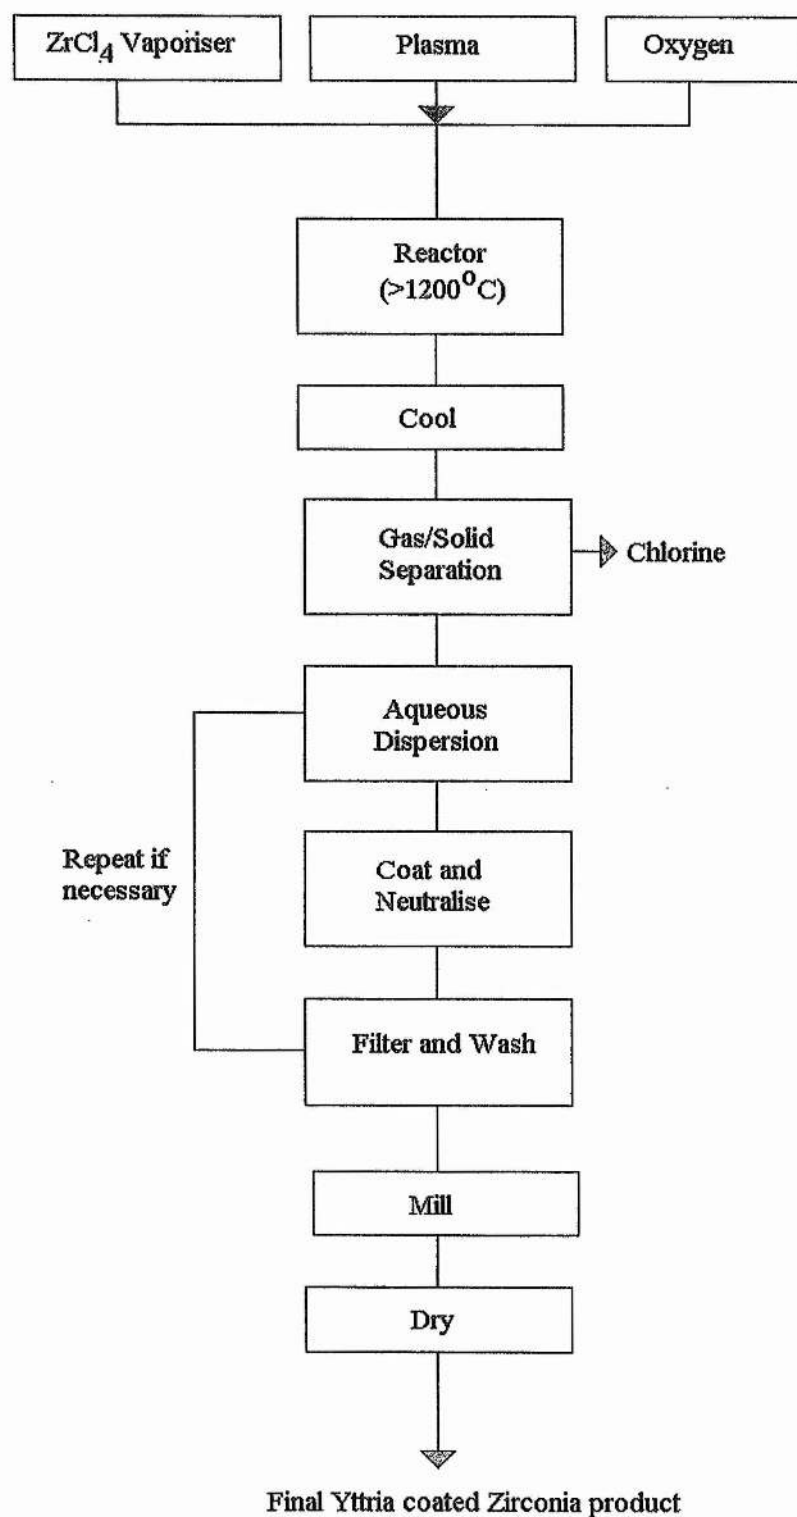 ZrCl4 Vaporiser
Plasma
Oxygen
Reactor
(>1200°C)
Cool
Gas/Solid
Separation
Chlorine
Aqueous
Dispersion
Repeat if
necessary
Coat and
Neutralise
Filter and Wash
Mill
Dry
Final Yttria coated Zirconia product